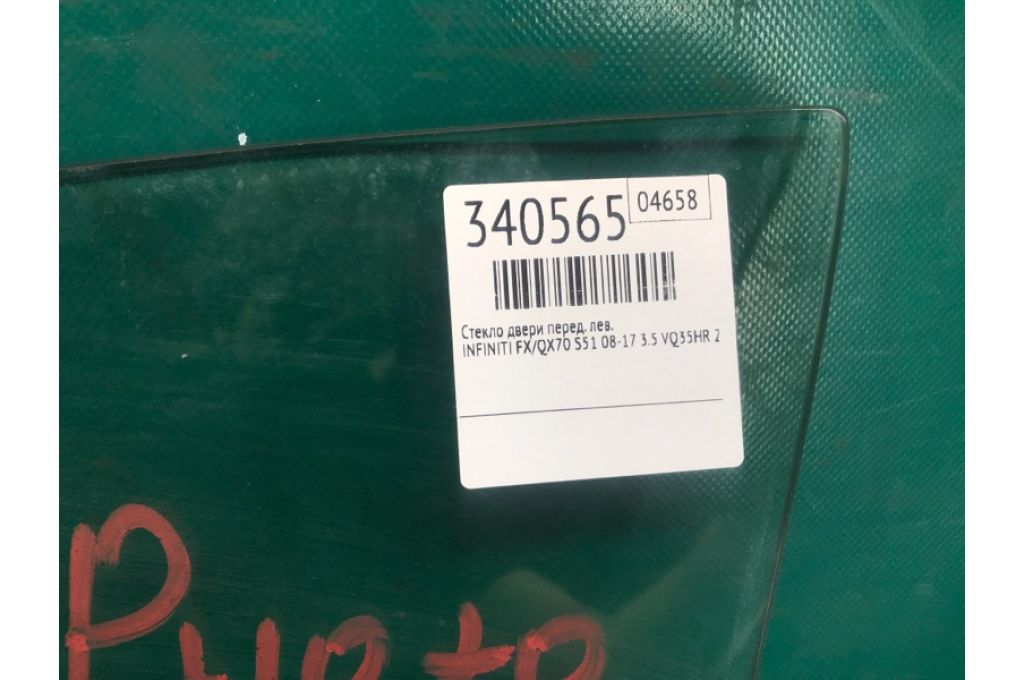 340565
04658
Стекло двери перед. лев.
INFINITI FX/QX70 S51 08-17 3.5 VQ35HR 2